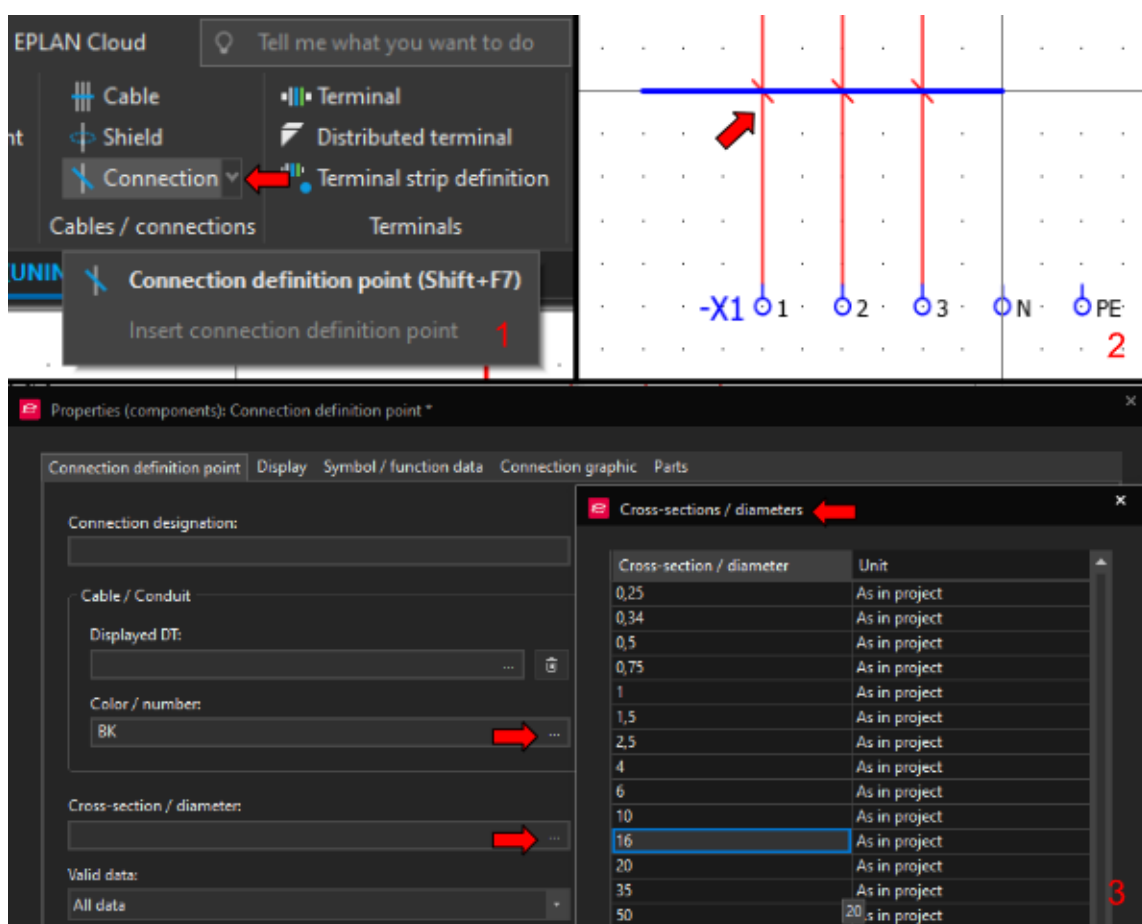 EPLAN Cloud
Tell me what you want to do
Cable
Terminal
nt
Shield
Distributed terminal
Connection
Terminal strip definition
Cables / connections
Terminals
UNIN
Connection definition point (Shift+F7)
Insert connection definition point
1
-X1 1 2 3 N PE
2
Properties (components): Connection definition point *
Connection definition point Display Symbol / function data Connection graphic Parts
Connection designation:
Cable / Conduit
Displayed DT:
...
Color / number:
BK ...
Cross-section / diameter:
...
Valid data:
All data
Cross-sections / diameters
Cross-section / diameter Unit
0,25 As in project
0,34 As in project
0,5 As in project
0,75 As in project
1 As in project
1,5 As in project
2,5 As in project
4 As in project
6 As in project
10 As in project
16 As in project
20 As in project
35 As in project
50 20 s in project
3